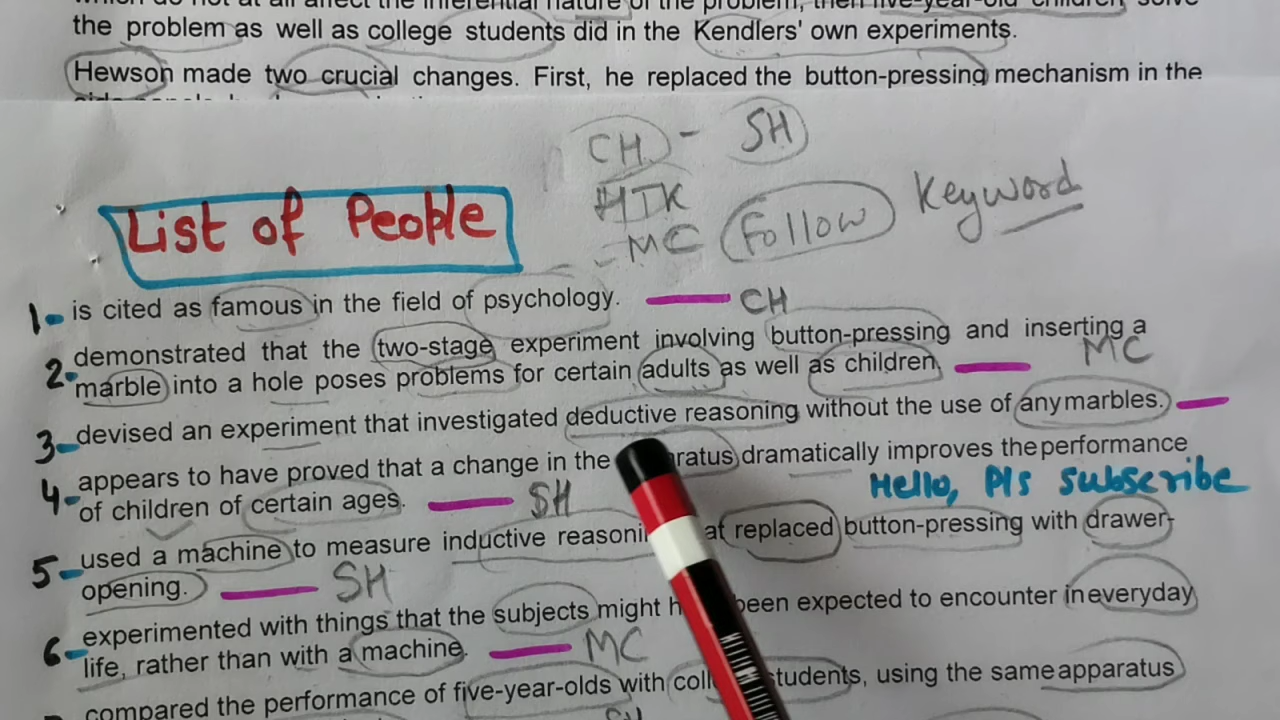 the problem as well as college students did in the Kendlers' own experiments.
Hewson made two crucial changes. First, he replaced the button-pressing mechanism in the
CH - SH
HTK
MC Follow Keyword
List of People
1- is cited as famous in the field of psychology. CH
2- demonstrated that the two-stage experiment involving button-pressing and inserting a
marble into a hole poses problems for certain adults as well as children. MC
3- devised an experiment that investigated deductive reasoning without the use of any marbles.
4- appears to have proved that a change in the dramatically improves the performance
of children of certain ages. SH
Hello, Pls Subscribe
5- used a machine to measure inductive replaced button-pressing with drawer-
opening. SH
6- experimented with things that the subjects might been expected to encounter in everyday
life, rather than with a machine. MC
compared the performance of five-year-olds with using the same apparatus